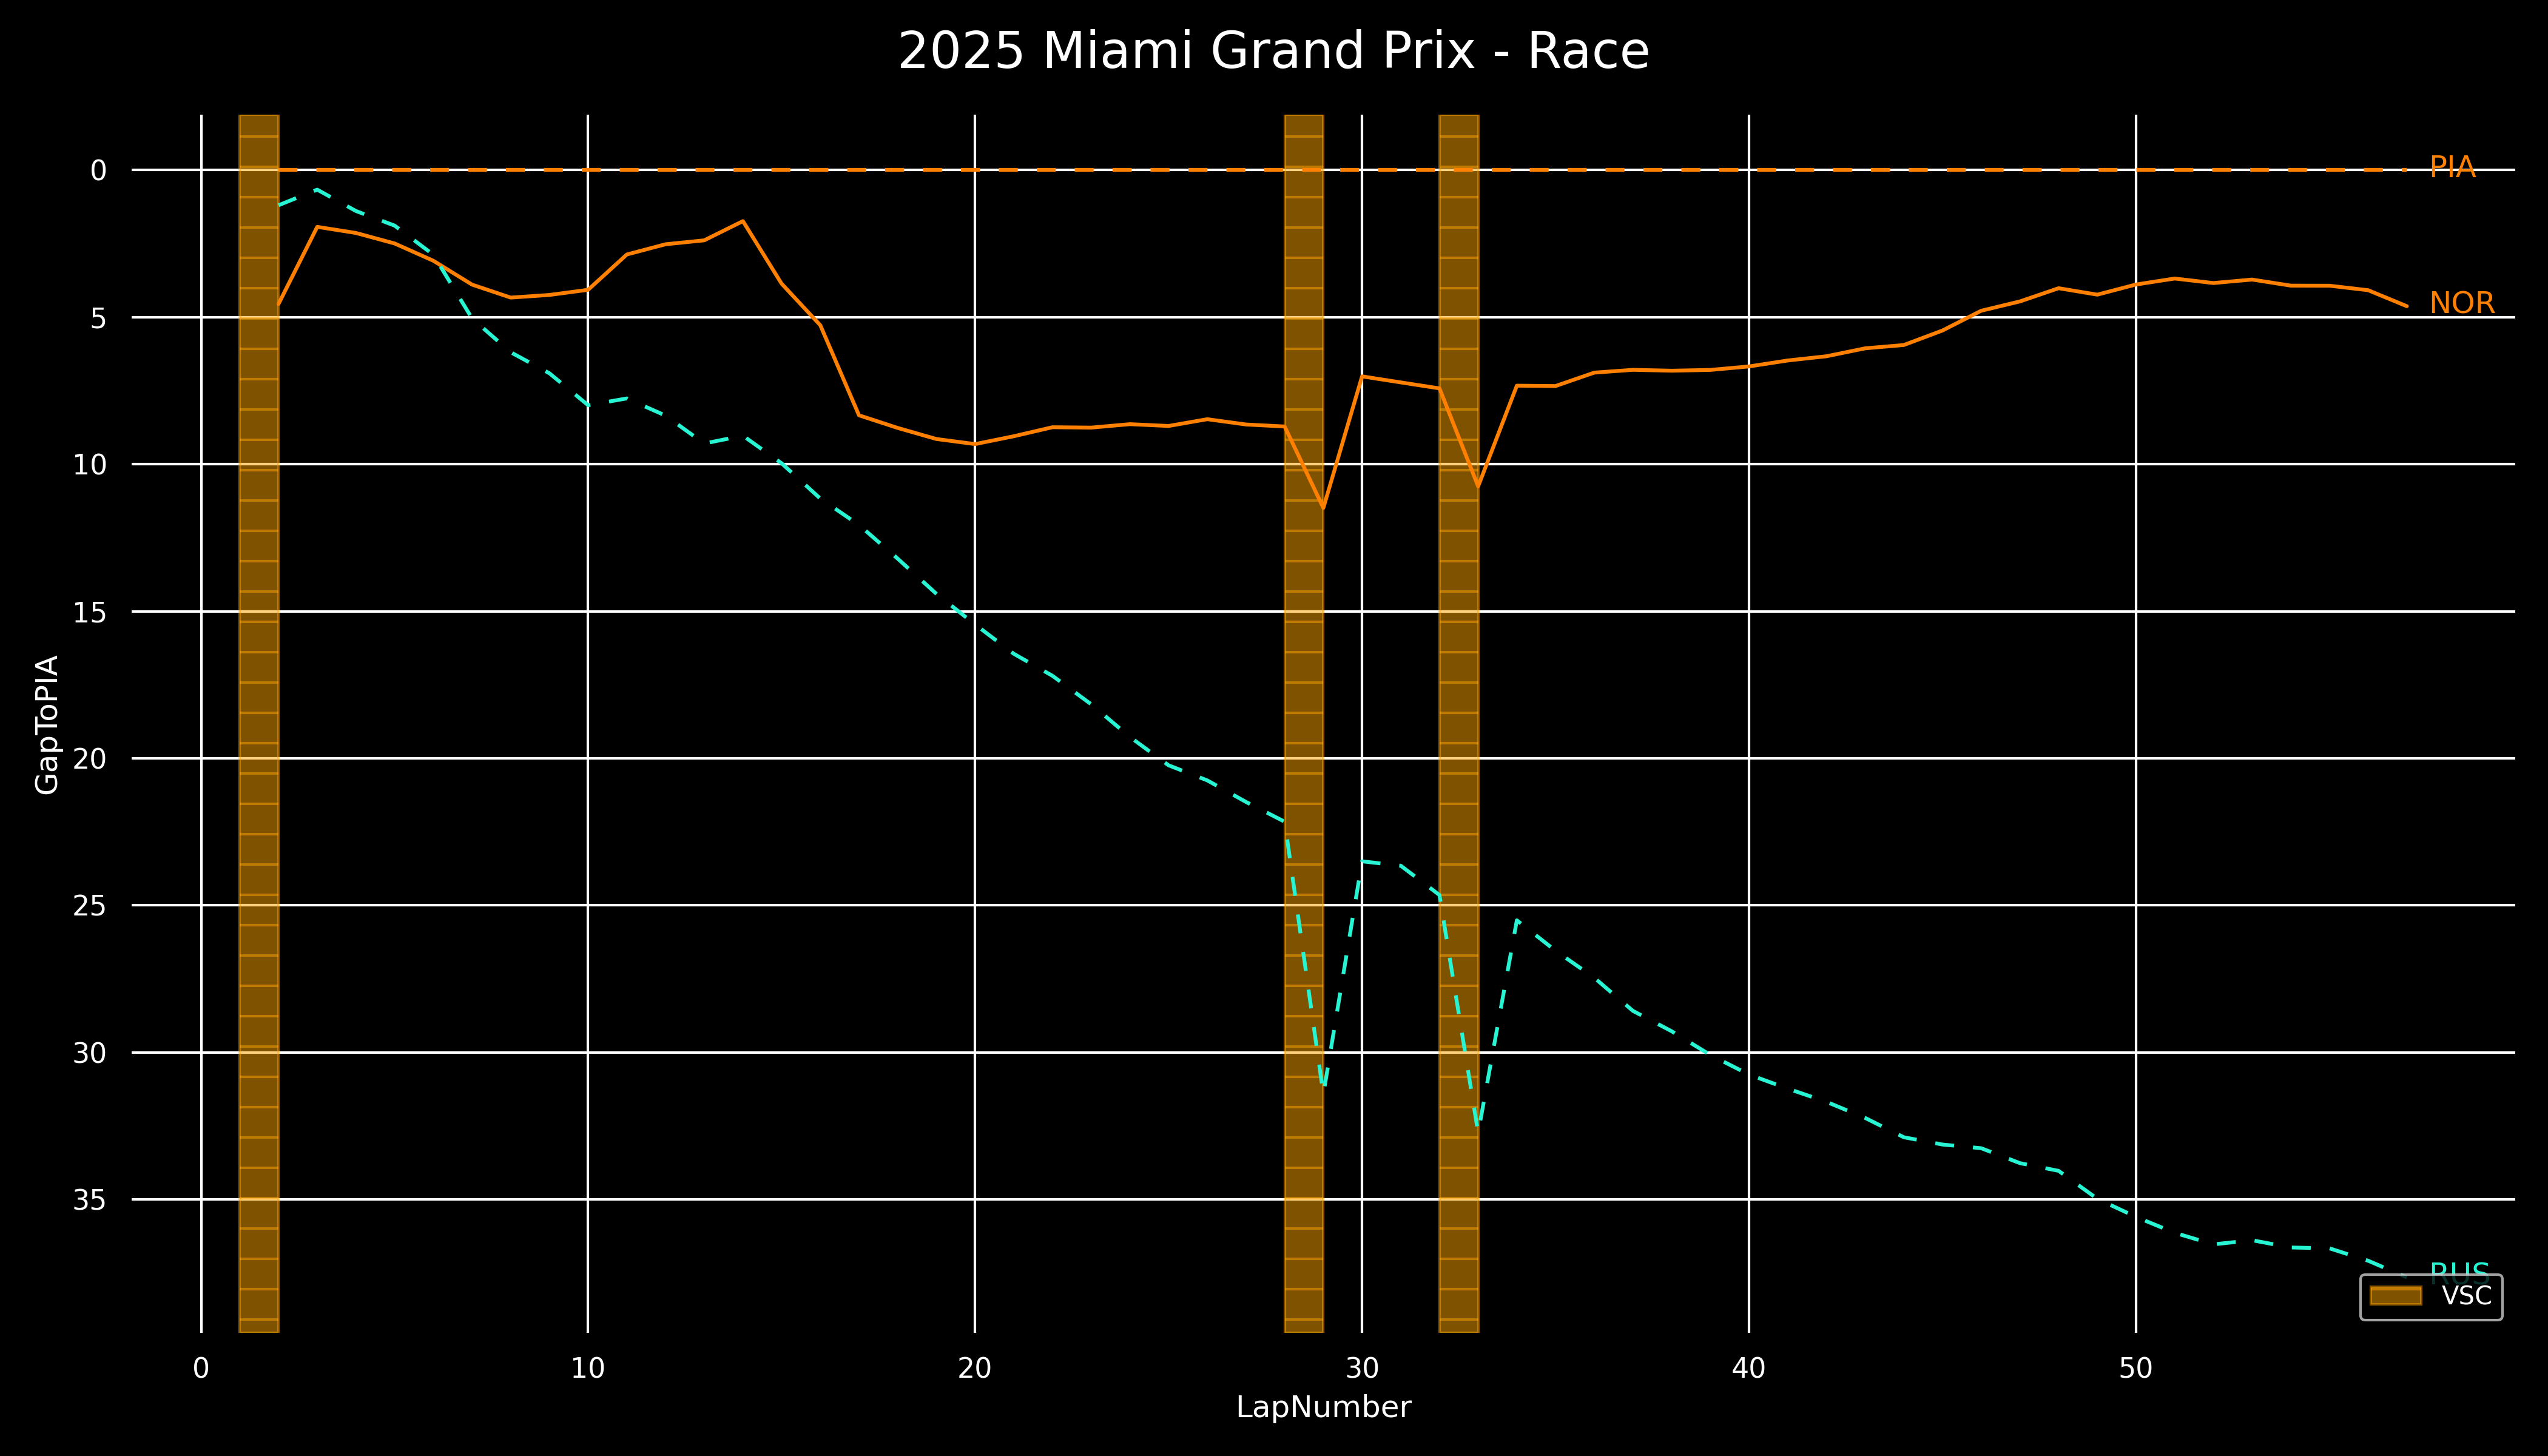 2025 Miami Grand Prix - Race
GapToPIA
0
5
10
15
20
25
30
35
PIA
NOR
RUS
VSC
0 10 20 30 40 50
LapNumber